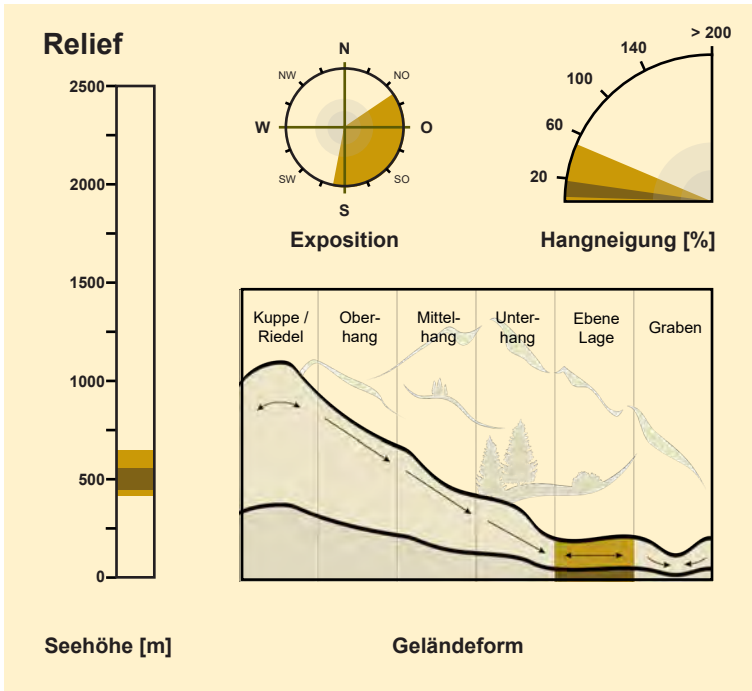 Relief
2500
2000
1500
1000
500
0
Seehöhe [m]
N
NW
NO
W
O
SW
SO
S
Exposition
> 200
140
100
60
20
Hangneigung [%]
Kuppe /
Riedel
Ober-
hang
Mittel-
hang
Unter-
hang
Ebene
Lage
Graben
Geländeform